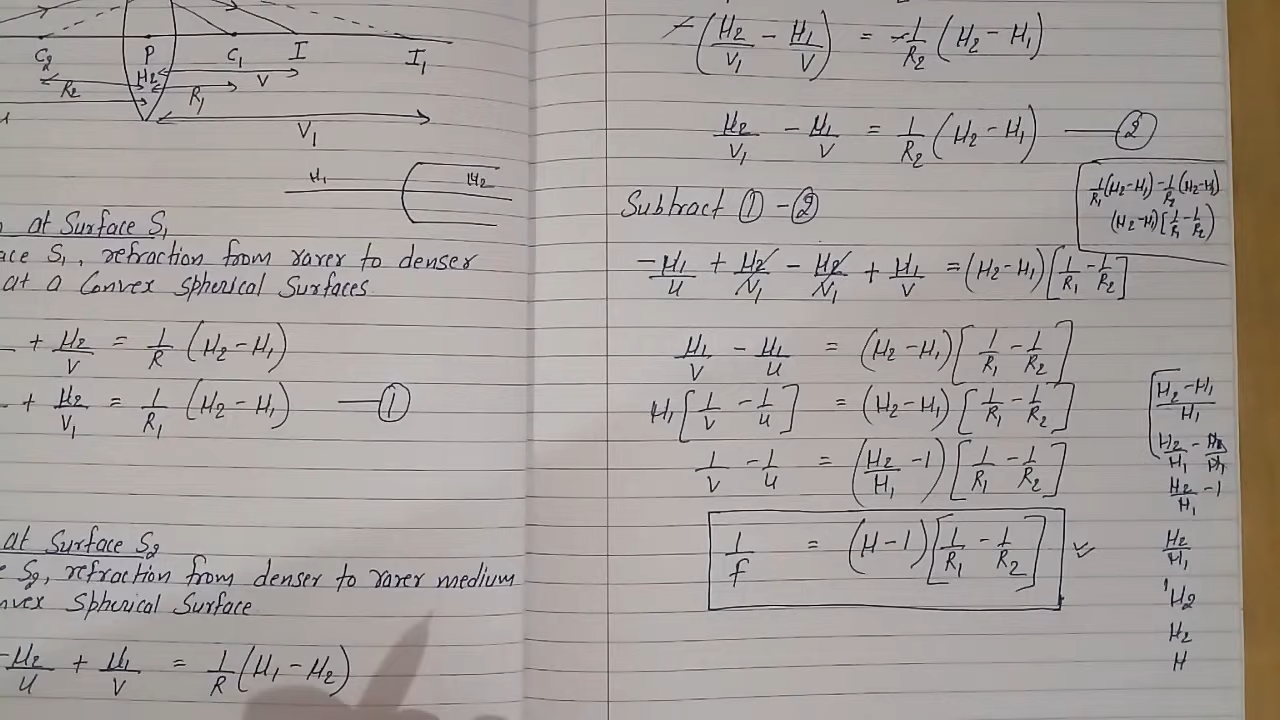 C₂ P C₁ I I₁
μ₂ V
R₂ R₁
u V₁
μ₁ μ₂
at Surface S₁
S₁, refraction from rarer to denser
at a Convex Spherical Surfaces
+ μ₂/V = 1/R (μ₂ - μ₁)
+ μ₂/V₁ = 1/R₁ (μ₂ - μ₁) — ①
at Surface S₂
S₂, refraction from denser to rarer medium
Spherical Surface
-μ₂/u + μ₁/V = 1/R (μ₁ - μ₂)
-(μ₂/V₁ - μ₁/V) = -1/R₂ (μ₂ - μ₁)
μ₂/V₁ - μ₁/V = 1/R₂ (μ₂ - μ₁) — ②
Subtract ① - ②
1/R₁ (μ₂-μ₁) - 1/R₂ (μ₂-μ₁)
(μ₂-μ₁) [1/R₁ - 1/R₂]
-μ₁/u + μ₂/V₁ - μ₂/V₁ + μ₁/V = (μ₂-μ₁) [1/R₁ - 1/R₂]
μ₁/V - μ₁/u = (μ₂-μ₁) [1/R₁ - 1/R₂]
μ₁ [1/V - 1/u] = (μ₂-μ₁) [1/R₁ - 1/R₂]
1/V - 1/u = (μ₂/μ₁ - 1) [1/R₁ - 1/R₂]
1/f = (μ-1) [1/R₁ - 1/R₂]
μ₂-μ₁/μ₁
μ₂/μ₁ - μ₁/μ₁
μ₂/μ₁ - 1
μ₂/μ₁
¹μ₂
μ₂
μ